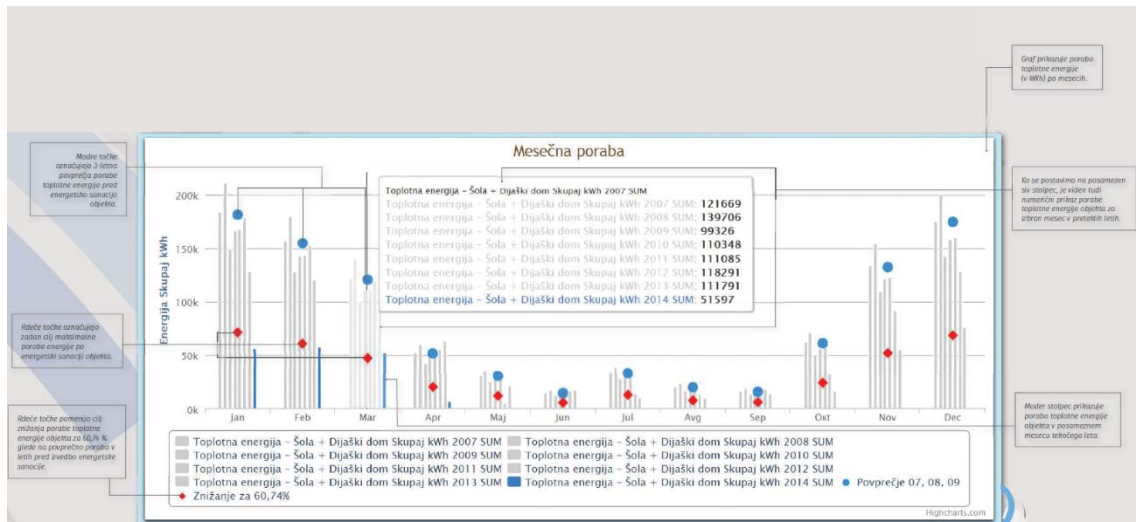 Graf prikazuje porabo
toplotne energije
(v kWh) po mesecih.
Modre točke
označujejo 3-letna
povprečja porabe
toplotne energije pred
energetsko sanacijo
objekta.
Ko se postavimo na posamezen
siv stolpec, je viden tudi
numerični prikaz porabe
toplotne energije objekta za
izbran mesec v preteklih letih.
Rdeče točke označujejo
zadan cilj maksimalne
porabe energije po
energetski sanaciji objekta.
Rdeče točke pomenijo cilj
znižanja porabe toplotne
energije objekta za 60,74 %
glede na povprečno porabo v
letih pred izvedbo energetske
sanacije.
Moder stolpec prikazuje
porabo toplotne energije
objekta v posameznem
mesecu tekočega leta.
Mesečna poraba
Energija Skupaj kWh
200k
150k
100k
50k
0k
Toplotna energija - Šola + Dijaški dom Skupaj kWh 2007 SUM
Toplotna energija - Šola + Dijaški dom Skupaj kWh 2007 SUM: 121669
Toplotna energija - Šola + Dijaški dom Skupaj kWh 2008 SUM: 139706
Toplotna energija - Šola + Dijaški dom Skupaj kWh 2009 SUM: 99326
Toplotna energija - Šola + Dijaški dom Skupaj kWh 2010 SUM: 110348
Toplotna energija - Šola + Dijaški dom Skupaj kWh 2011 SUM: 111085
Toplotna energija - Šola + Dijaški dom Skupaj kWh 2012 SUM: 118291
Toplotna energija - Šola + Dijaški dom Skupaj kWh 2013 SUM: 111791
Toplotna energija - Šola + Dijaški dom Skupaj kWh 2014 SUM: 51597
Jan Feb Mar Apr Maj Jun Jul Avg Sep Okt Nov Dec
Toplotna energija - Šola + Dijaški dom Skupaj kWh 2007 SUM Toplotna energija - Šola + Dijaški dom Skupaj kWh 2008 SUM
Toplotna energija - Šola + Dijaški dom Skupaj kWh 2009 SUM Toplotna energija - Šola + Dijaški dom Skupaj kWh 2010 SUM
Toplotna energija - Šola + Dijaški dom Skupaj kWh 2011 SUM Toplotna energija - Šola + Dijaški dom Skupaj kWh 2012 SUM
Toplotna energija - Šola + Dijaški dom Skupaj kWh 2013 SUM Toplotna energija - Šola + Dijaški dom Skupaj kWh 2014 SUM Povprečje 07, 08, 09
Znižanje za 60,74%
Highcharts.com